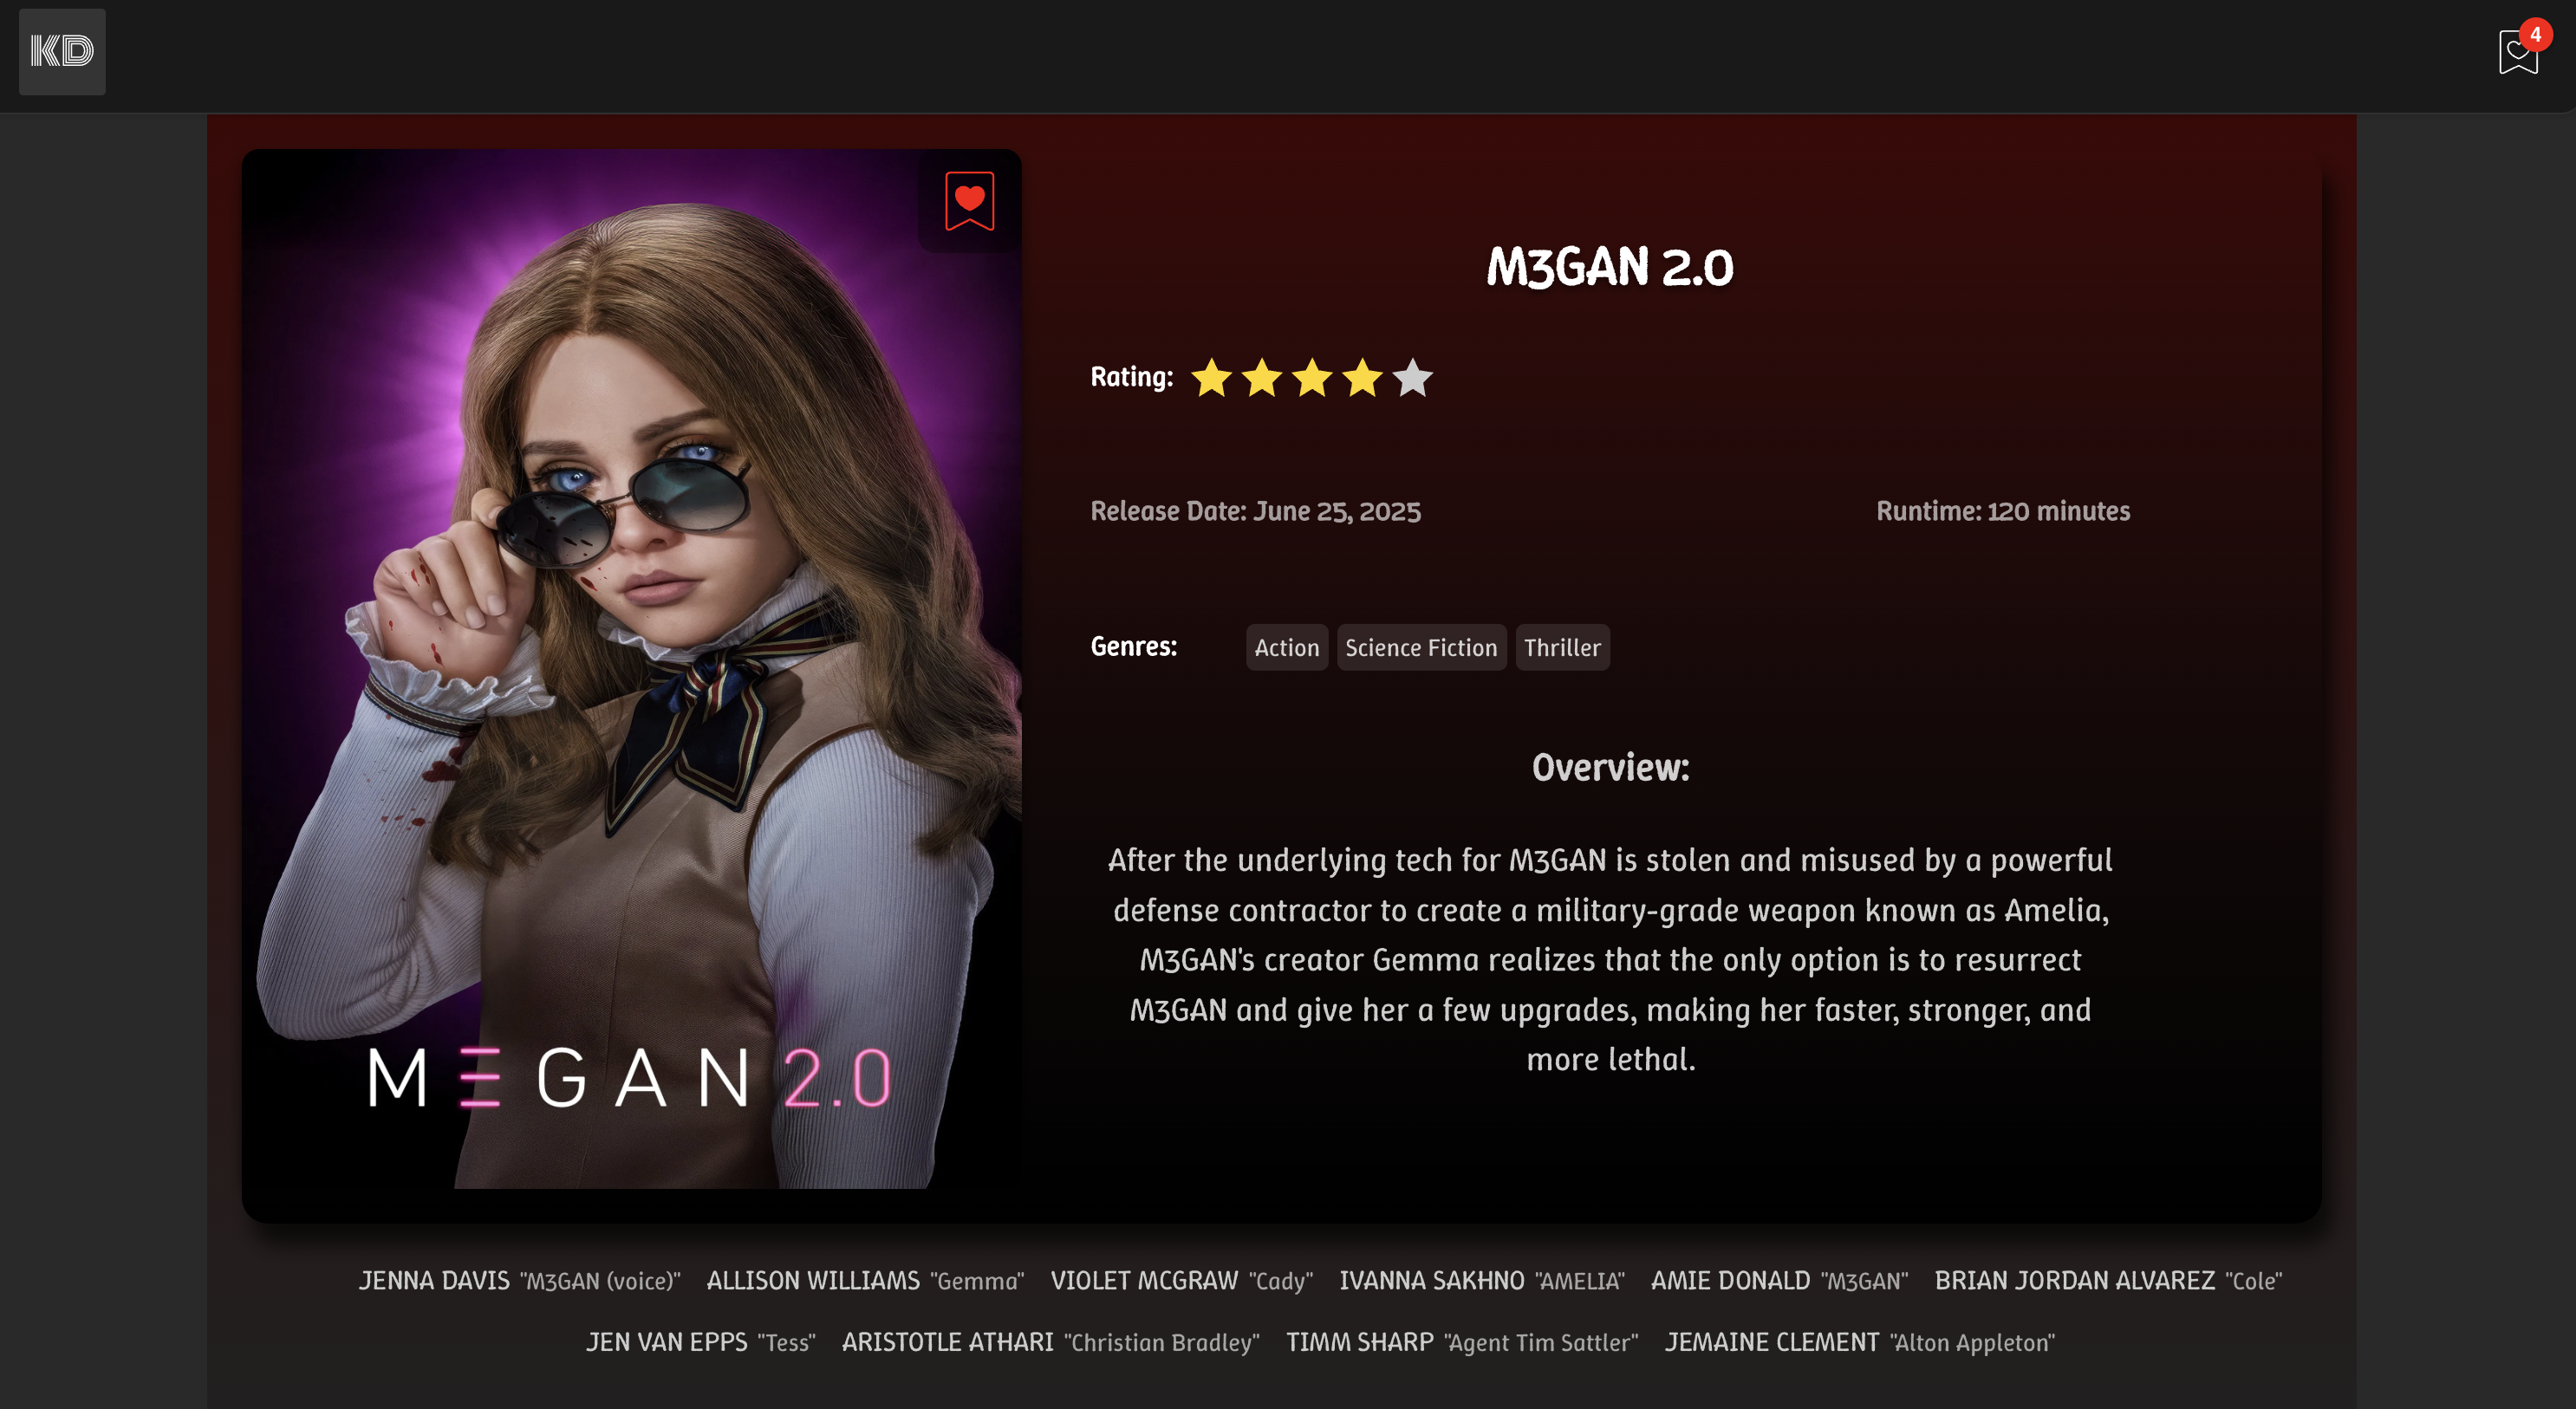 KD
4
M3GAN 2.0
Rating:
Release Date: June 25, 2025
Runtime: 120 minutes
Genres: Action Science Fiction Thriller
Overview:
After the underlying tech for M3GAN is stolen and misused by a powerful
defense contractor to create a military-grade weapon known as Amelia,
M3GAN's creator Gemma realizes that the only option is to resurrect
M3GAN and give her a few upgrades, making her faster, stronger, and
more lethal.
MΞGAN 2.0
JENNA DAVIS "M3GAN (voice)" ALLISON WILLIAMS "Gemma" VIOLET MCGRAW "Cady" IVANNA SAKHNO "AMELIA" AMIE DONALD "M3GAN" BRIAN JORDAN ALVAREZ "Cole"
JEN VAN EPPS "Tess" ARISTOTLE ATHARI "Christian Bradley" TIMM SHARP "Agent Tim Sattler" JEMAINE CLEMENT "Alton Appleton"